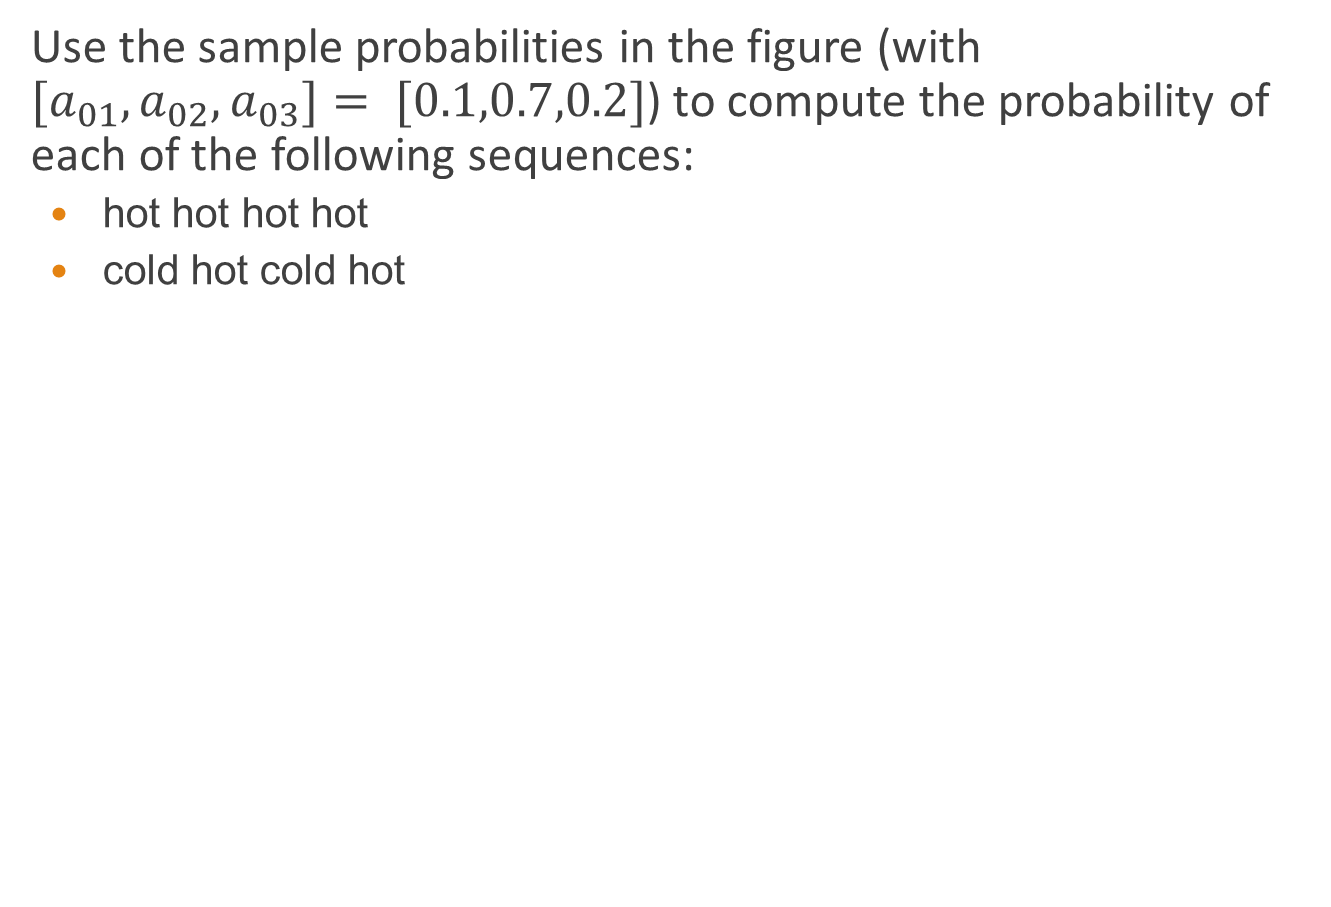 Use the sample probabilities in the figure (with
[𝑎₀₁, 𝑎₀₂, 𝑎₀₃] = [0.1,0.7,0.2]) to compute the probability of
each of the following sequences:
• hot hot hot hot
• cold hot cold hot